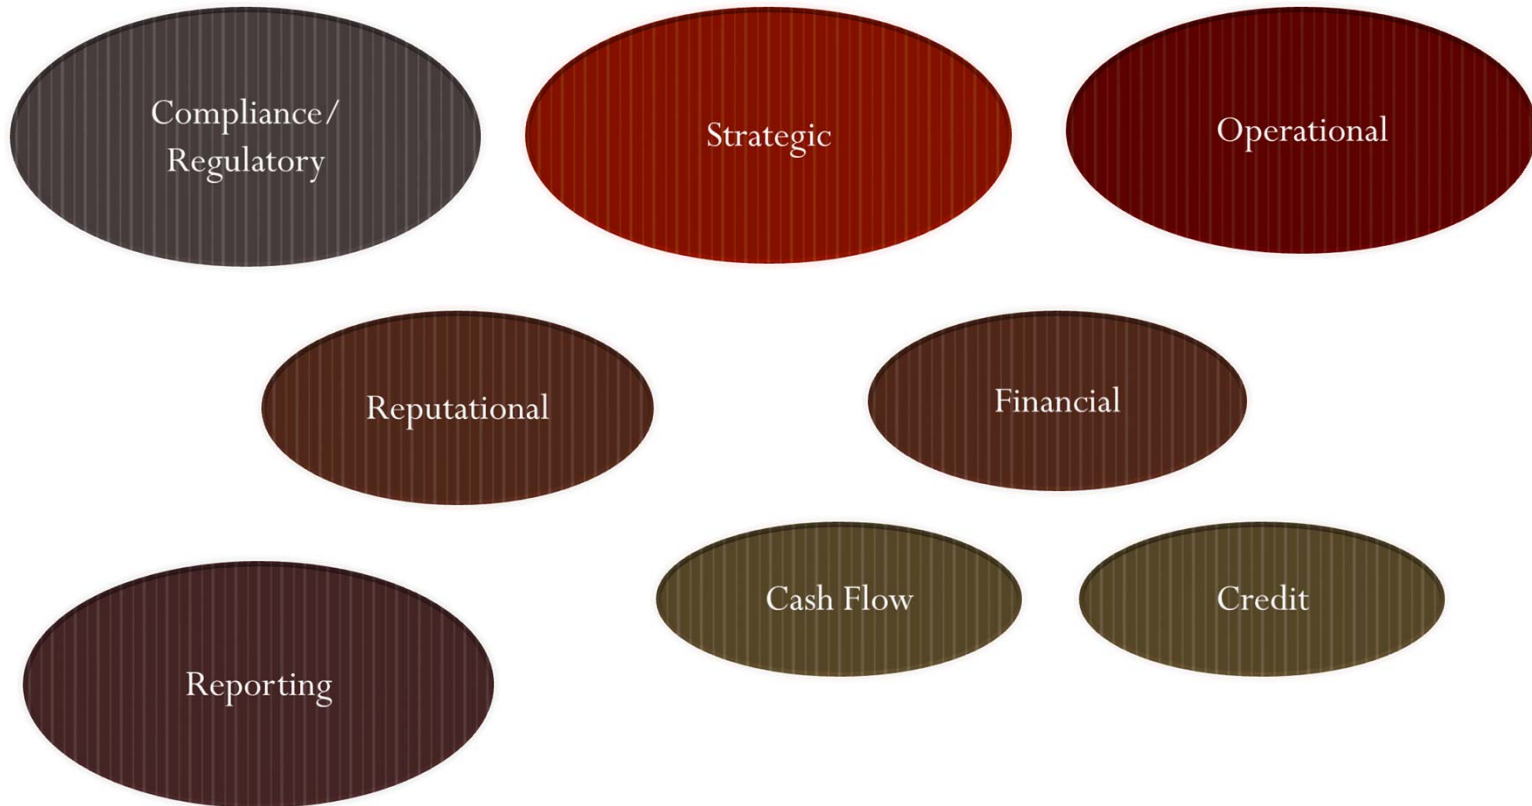 Compliance/
Regulatory
Strategic
Operational
Reputational
Financial
Cash Flow
Credit
Reporting